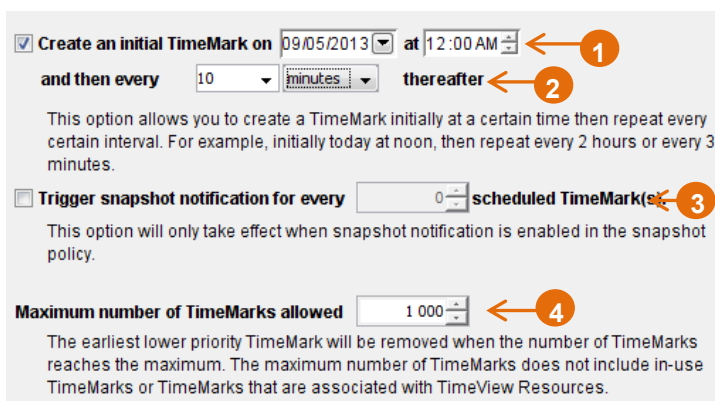 Create an initial TimeMark on 09/05/2013 at 12:00 AM 1
and then every 10 minutes thereafter 2
This option allows you to create a TimeMark initially at a certain time then repeat every
certain interval. For example, initially today at noon, then repeat every 2 hours or every 3
minutes.
Trigger snapshot notification for every 0 scheduled TimeMark(s). 3
This option will only take effect when snapshot notification is enabled in the snapshot
policy.
Maximum number of TimeMarks allowed 1 000 4
The earliest lower priority TimeMark will be removed when the number of TimeMarks
reaches the maximum. The maximum number of TimeMarks does not include in-use
TimeMarks or TimeMarks that are associated with TimeView Resources.